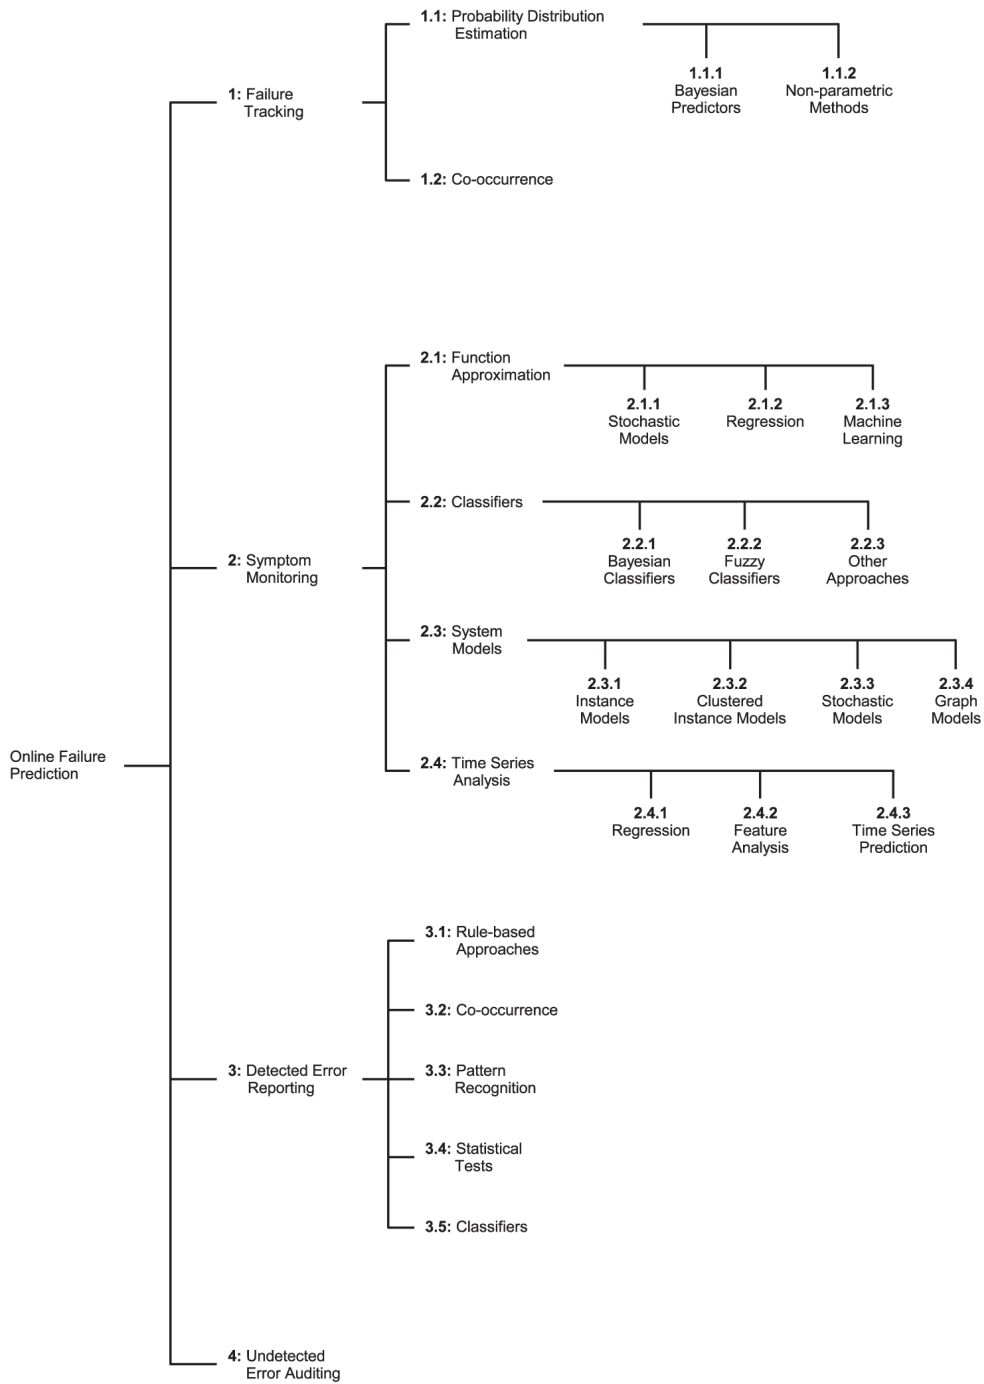 1.1: Probability Distribution
Estimation
1.1.1
Bayesian
Predictors
1.1.2
Non-parametric
Methods
1: Failure
Tracking
1.2: Co-occurrence
2.1: Function
Approximation
2.1.1
Stochastic
Models
2.1.2
Regression
2.1.3
Machine
Learning
2.2: Classifiers
2.2.1
Bayesian
Classifiers
2.2.2
Fuzzy
Classifiers
2.2.3
Other
Approaches
2: Symptom
Monitoring
2.3: System
Models
2.3.1
Instance
Models
2.3.2
Clustered
Instance Models
2.3.3
Stochastic
Models
2.3.4
Graph
Models
Online Failure
Prediction
2.4: Time Series
Analysis
2.4.1
Regression
2.4.2
Feature
Analysis
2.4.3
Time Series
Prediction
3.1: Rule-based
Approaches
3.2: Co-occurrence
3: Detected Error
Reporting
3.3: Pattern
Recognition
3.4: Statistical
Tests
3.5: Classifiers
4: Undetected
Error Auditing